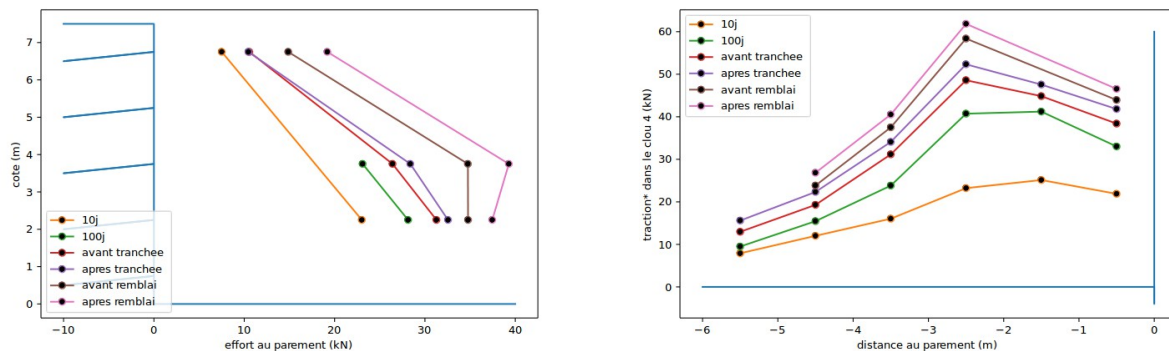 7
6
5
4
3
2
1
0
cote (m)
10j
100j
avant tranchee
apres tranchee
avant remblai
apres remblai
−10
0
10
20
30
40
effort au parement (kN)
60
50
40
30
20
10
0
traction* dans le clou 4 (kN)
10j
100j
avant tranchee
apres tranchee
avant remblai
apres remblai
−6
−5
−4
−3
−2
−1
0
distance au parement (m)